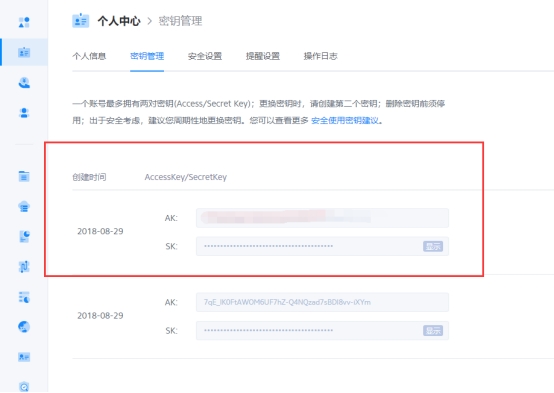 个人中心 > 密钥管理
个人信息 密钥管理 安全设置 提醒设置 操作日志
一个账号最多拥有两对密钥(Access/Secret Key)；更换密钥时，请创建第二个密钥；删除密钥前须停
用；出于安全考虑，建议您周期性地更换密钥。您可以查看更多 安全使用密钥建议。
创建时间 AccessKey/SecretKey
AK:
2018-08-29
SK: •••••••••••••••••••••••••••••••••••••••• 显示
AK: 7qE_IK0FtAWOM6UF7hZ-Q4NQzad7sBDI8vv-iXYm
2018-08-29
SK: •••••••••••••••••••••••••••••••••••••••• 显示